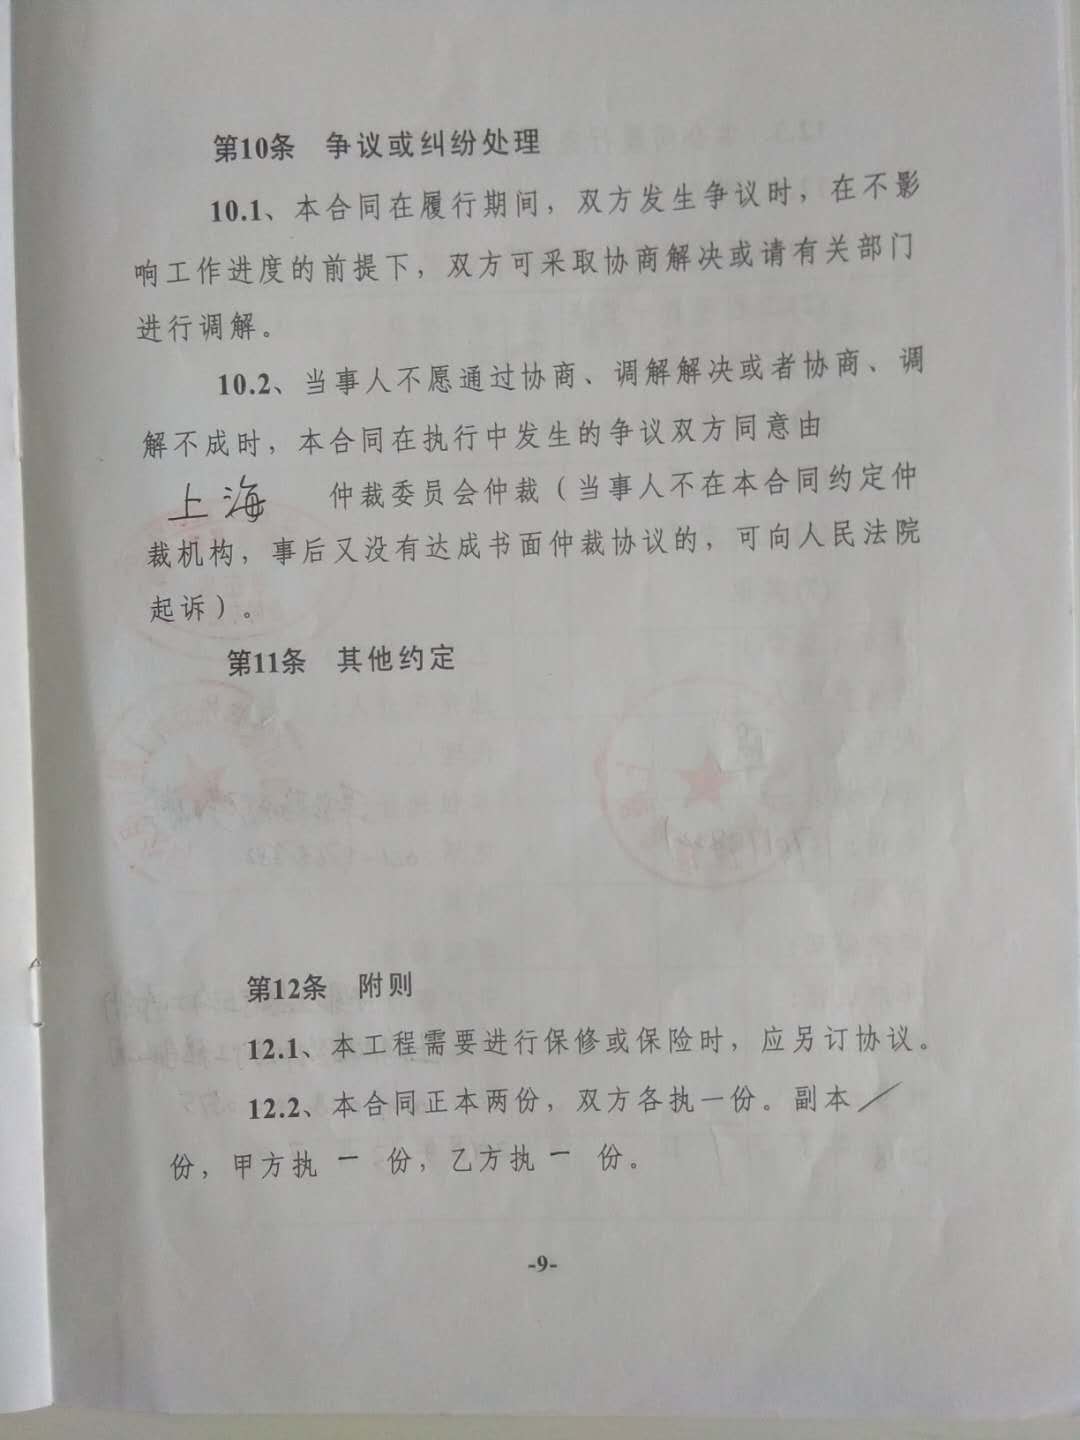 第10条 争议或纠纷处理
10.1、本合同在履行期间，双方发生争议时，在不影
响工作进度的前提下，双方可采取协商解决或请有关部门
进行调解。
10.2、当事人不愿通过协商、调解解决或者协商、调
解不成时，本合同在执行中发生的争议双方同意由
上海 仲裁委员会仲裁（当事人不在本合同约定仲
裁机构，事后又没有达成书面仲裁协议的，可向人民法院
起诉）。
第11条 其他约定
第12条 附则
12.1、本工程需要进行保修或保险时，应另订协议。
12.2、本合同正本两份，双方各执一份。副本 ／
份，甲方执 一 份，乙方执 一 份。
-9-